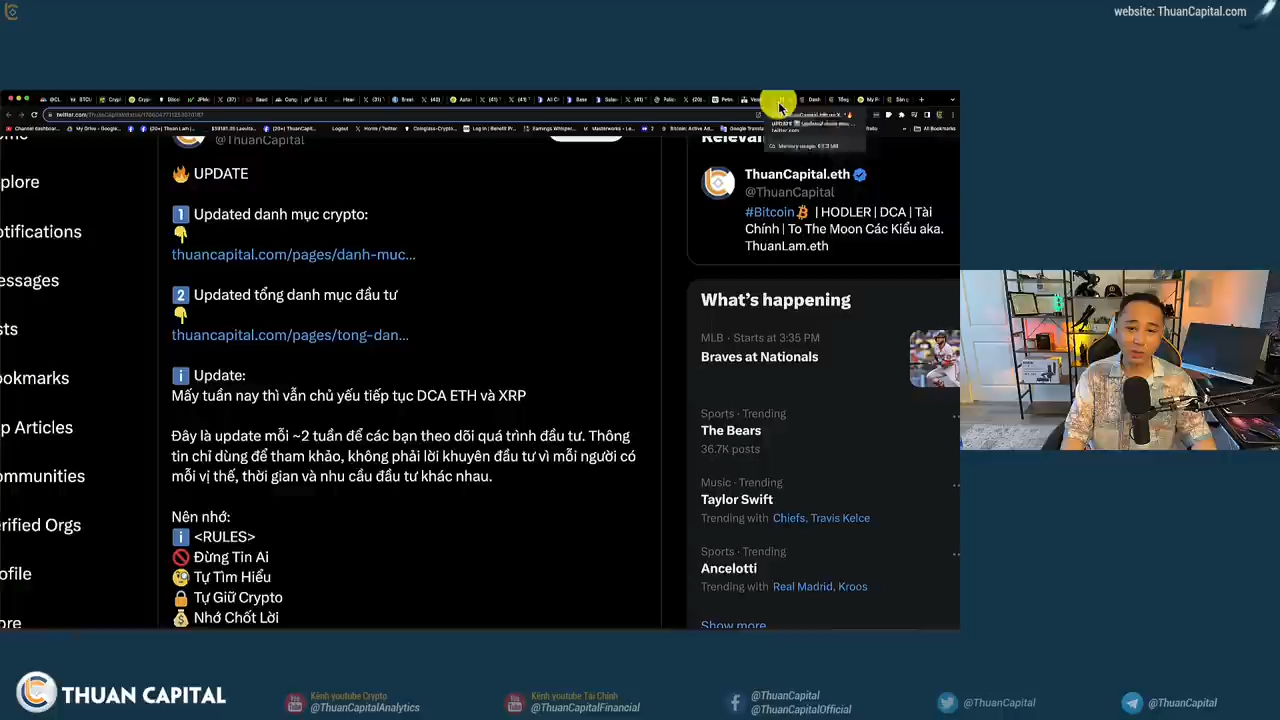 website: ThuanCapital.com
twitter.com/ThuanCapital/status/1706047711253070187
@ThuanCapital
🔥 UPDATE
1️⃣ Updated danh mục crypto:
👇
thuancapital.com/pages/danh-muc...
2️⃣ Updated tổng danh mục đầu tư
👇
thuancapital.com/pages/tong-dan...
ℹ️ Update:
Mấy tuần nay thì vẫn chủ yếu tiếp tục DCA ETH và XRP
Đây là update mỗi ~2 tuần để các bạn theo dõi quá trình đầu tư. Thông
tin chỉ dùng để tham khảo, không phải lời khuyên đầu tư vì mỗi người có
mỗi vị thế, thời gian và nhu cầu đầu tư khác nhau.
Nên nhớ:
ℹ️ <RULES>
🚫 Đừng Tin Ai
🧐 Tự Tìm Hiểu
🔒 Tự Giữ Crypto
💰 Nhớ Chốt Lời
plore
otifications
essages
sts
ookmarks
p Articles
ommunities
erified Orgs
ofile
ore
ThuanCapital.eth
@ThuanCapital
#Bitcoin | HODLER | DCA | Tài
Chính | To The Moon Các Kiểu aka.
ThuanLam.eth
What's happening
MLB · Starts at 3:35 PM
Braves at Nationals
Sports · Trending
The Bears
36.7K posts
Music · Trending
Taylor Swift
Trending with Chiefs, Travis Kelce
Sports · Trending
Ancelotti
Trending with Real Madrid, Kroos
Show more
THUAN CAPITAL
Kênh youtube Crypto
@ThuanCapitalAnalytics
Kênh youtube Tài Chính
@ThuanCapitalFinancial
@ThuanCapital
@ThuanCapitalOfficial
@ThuanCapital
@ThuanCapital